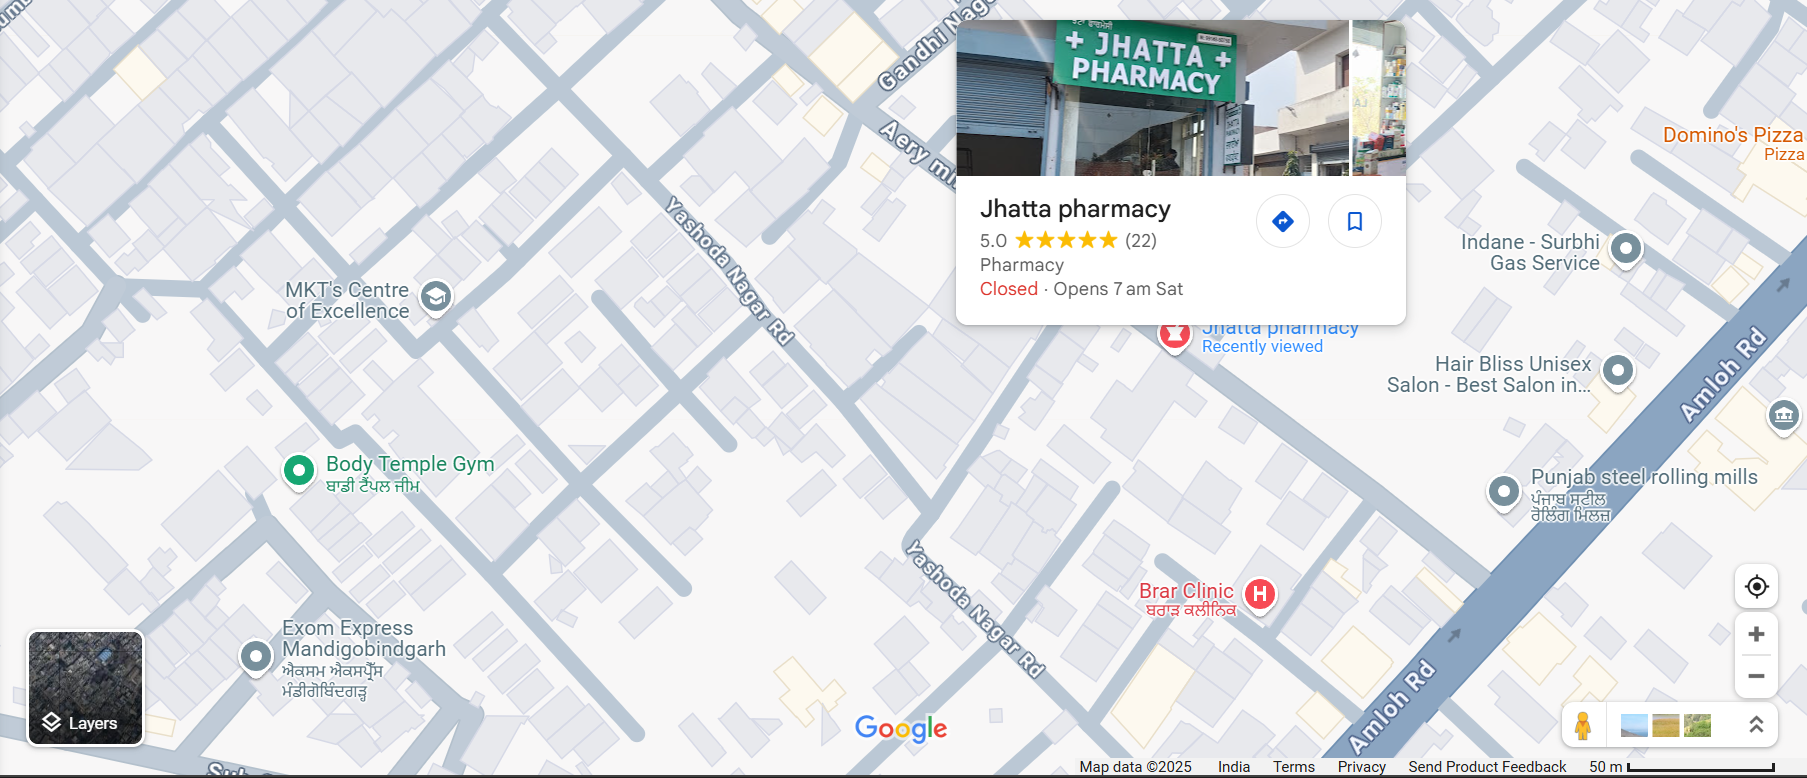 Gandhi Naga
Aery mi
JHATTA
PHARMACY
Jhatta pharmacy
5.0 (22)
Pharmacy
Closed · Opens 7 am Sat
Jhatta pharmacy
Recently viewed
Domino's Pizza
Pizza
Indane - Surbhi
Gas Service
Yashoda Nagar Rd
MKT's Centre
of Excellence
Hair Bliss Unisex
Salon - Best Salon in...
Amloh Rd
Body Temple Gym
ਬਾਡੀ ਟੈਂਪਲ ਜੀਮ
Punjab steel rolling mills
ਪੰਜਾਬ ਸਟੀਲ
ਰੋਲਿੰਗ ਮਿਲਜ਼
Yashoda Nagar Rd
Brar Clinic
ਬਰਾੜ ਕਲੀਨਿਕ
H
Exom Express
Mandigobindgarh
ਐਕਸਮ ਐਕਸਪ੍ਰੈੱਸ
ਮੰਡੀਗੋਬਿੰਦਗੜ੍ਹ
Amloh Rd
Layers
Google
Map data ©2025 India Terms Privacy Send Product Feedback 50 m